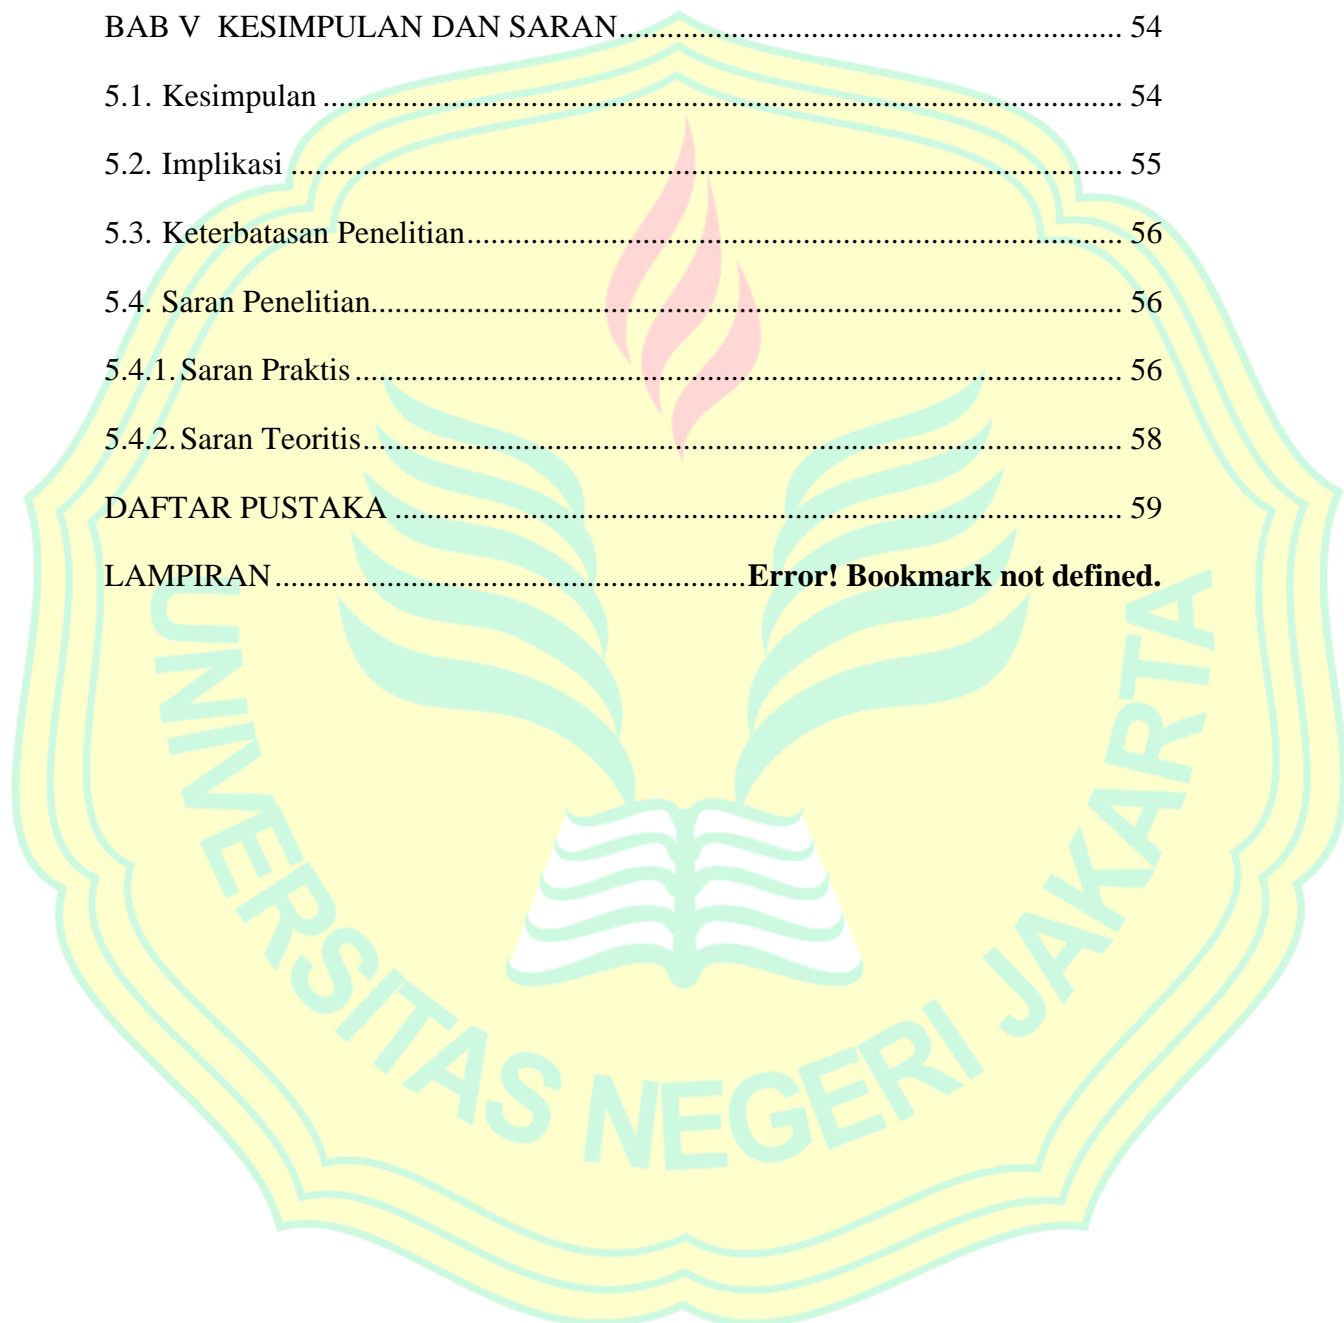 BAB V  KESIMPULAN DAN SARAN................................................................ 54
5.1. Kesimpulan ...................................................................................................... 54
5.2. Implikasi .......................................................................................................... 55
5.3. Keterbatasan Penelitian.................................................................................... 56
5.4. Saran Penelitian................................................................................................ 56
5.4.1. Saran Praktis .................................................................................................. 56
5.4.2. Saran Teoritis................................................................................................. 58
DAFTAR PUSTAKA ............................................................................................. 59
LAMPIRAN............................................................Error! Bookmark not defined.
UNIVERSITAS NEGERI JAKARTA